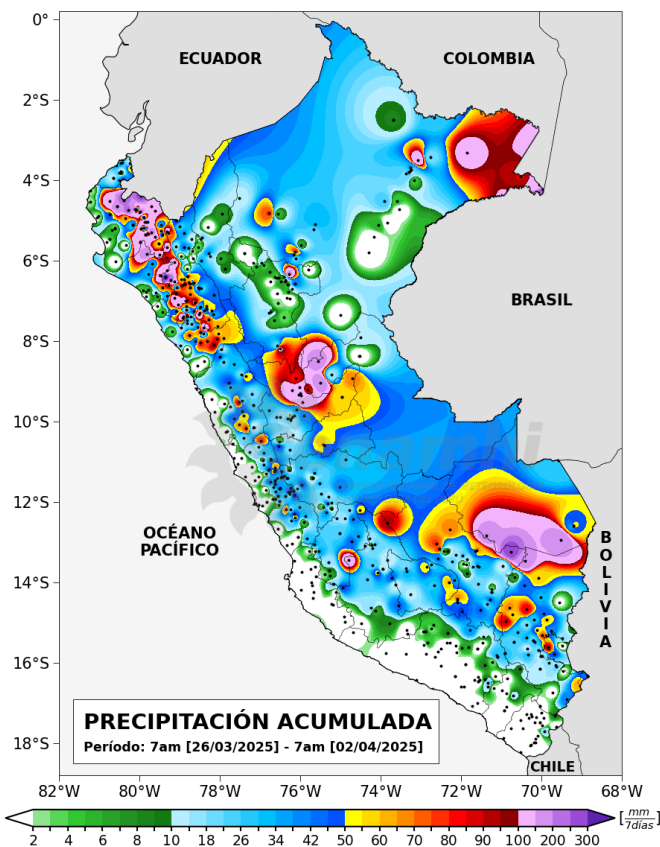 0°
2°S
4°S
6°S
8°S
10°S
12°S
14°S
16°S
18°S
ECUADOR
COLOMBIA
BRASIL
OCÉANO
PACÍFICO
B
O
L
I
V
I
A
PRECIPITACIÓN ACUMULADA
Período: 7am [26/03/2025] - 7am [02/04/2025]
CHILE
82°W 80°W 78°W 76°W 74°W 72°W 70°W 68°W
2 4 6 8 10 18 26 34 42 50 60 70 80 90 100 200 300
[mm/7días]